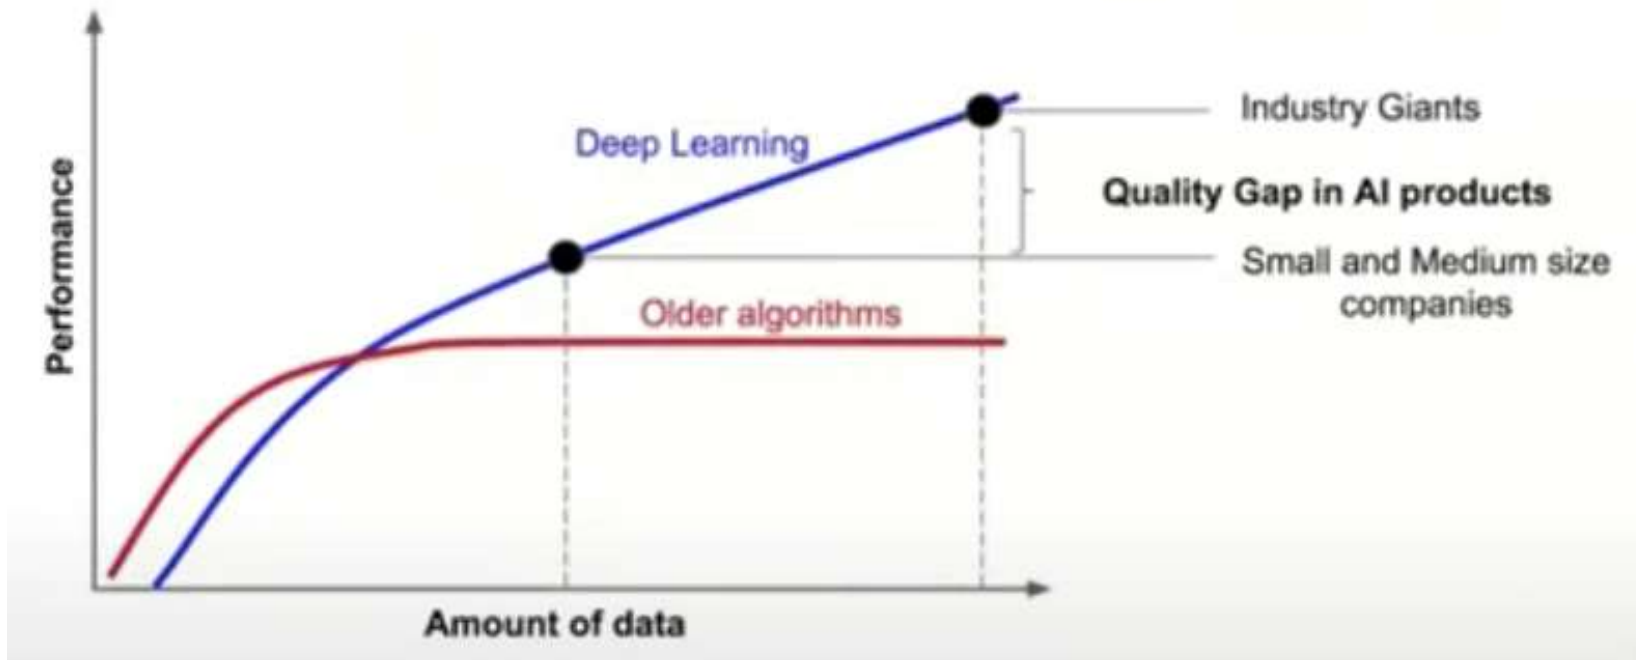 Performance
Deep Learning
Older algorithms
Industry Giants
Quality Gap in AI products
Small and Medium size
companies
Amount of data